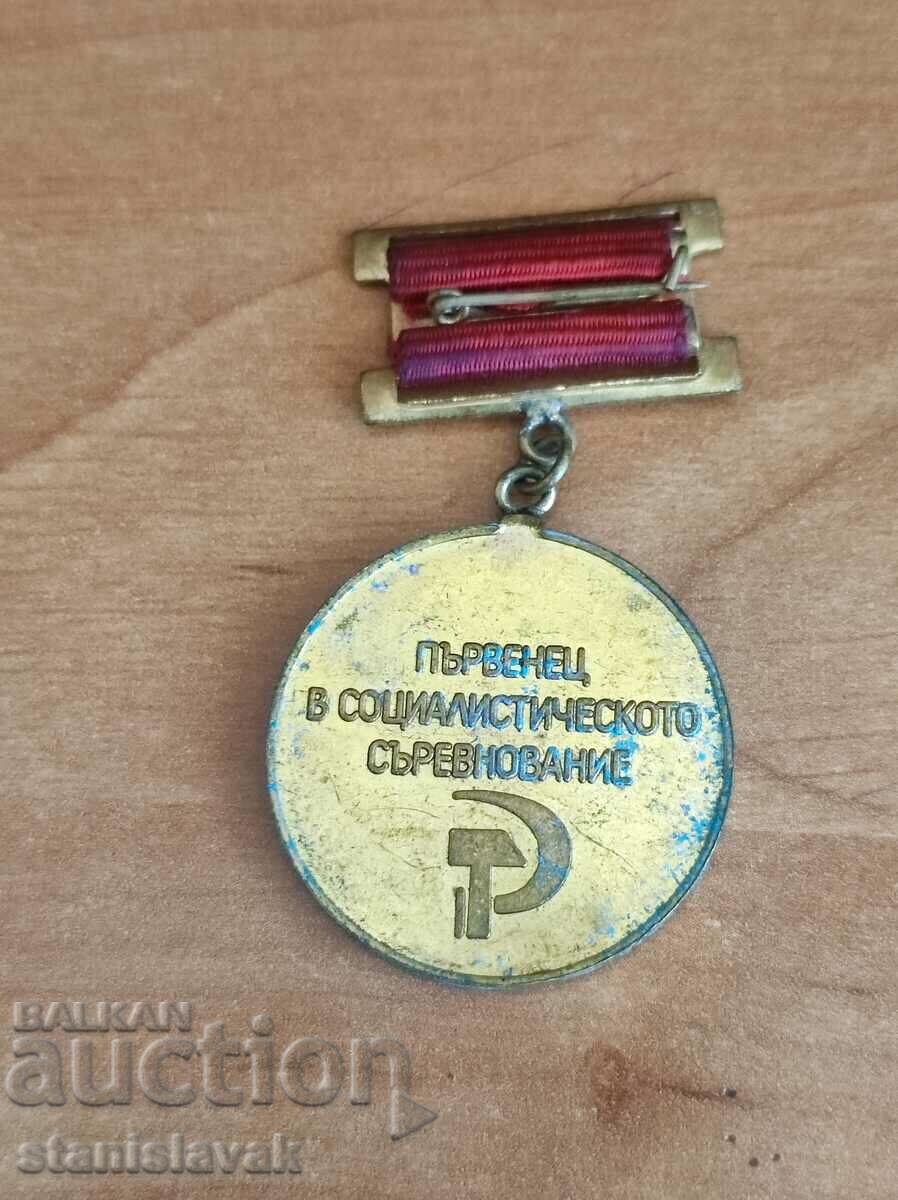 ПЪРВЕНЕЦ
В СОЦИАЛИСТИЧЕСКОТО
СЪРЕВНОВАНИЕ
BALKAN
auction
stanislavak